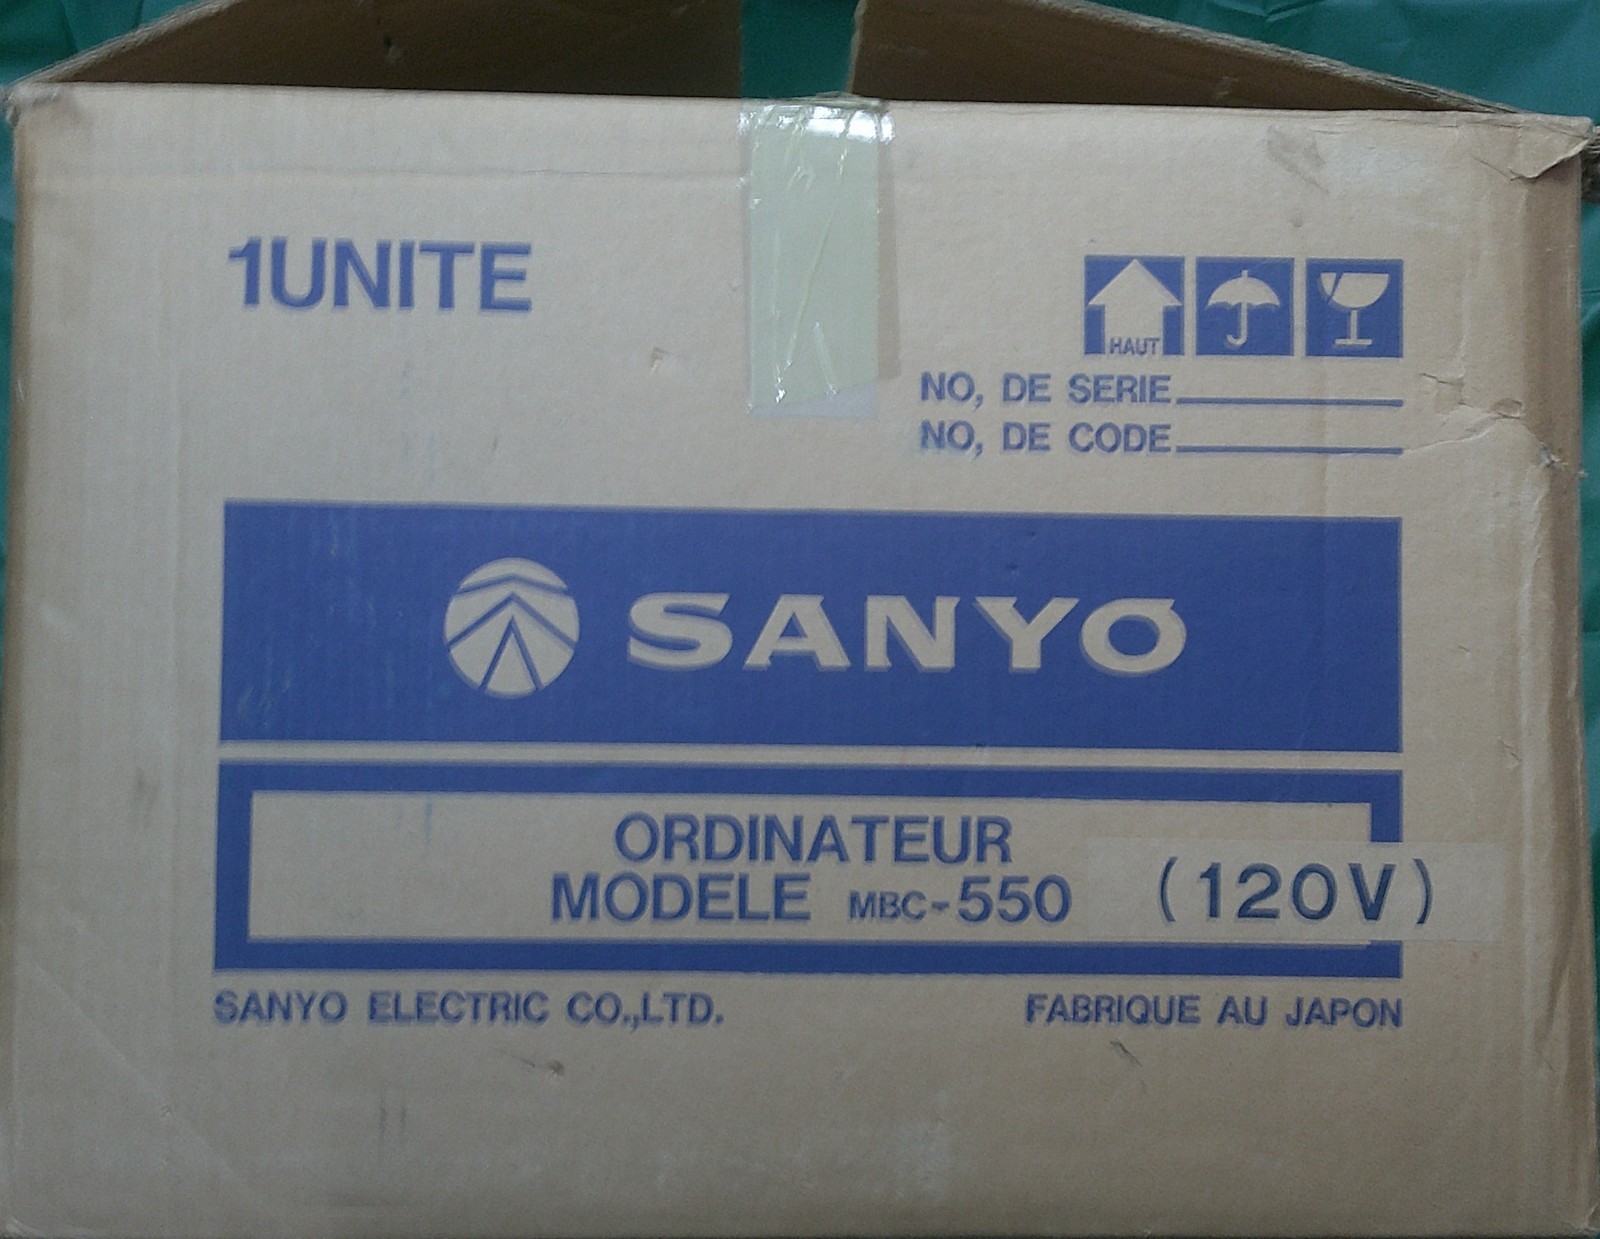 1UNITE
HAUT
NO, DE SERIE
NO, DE CODE
SANYO
ORDINATEUR
MODELE MBC-550 (120V)
SANYO ELECTRIC CO.,LTD. FABRIQUE AU JAPON